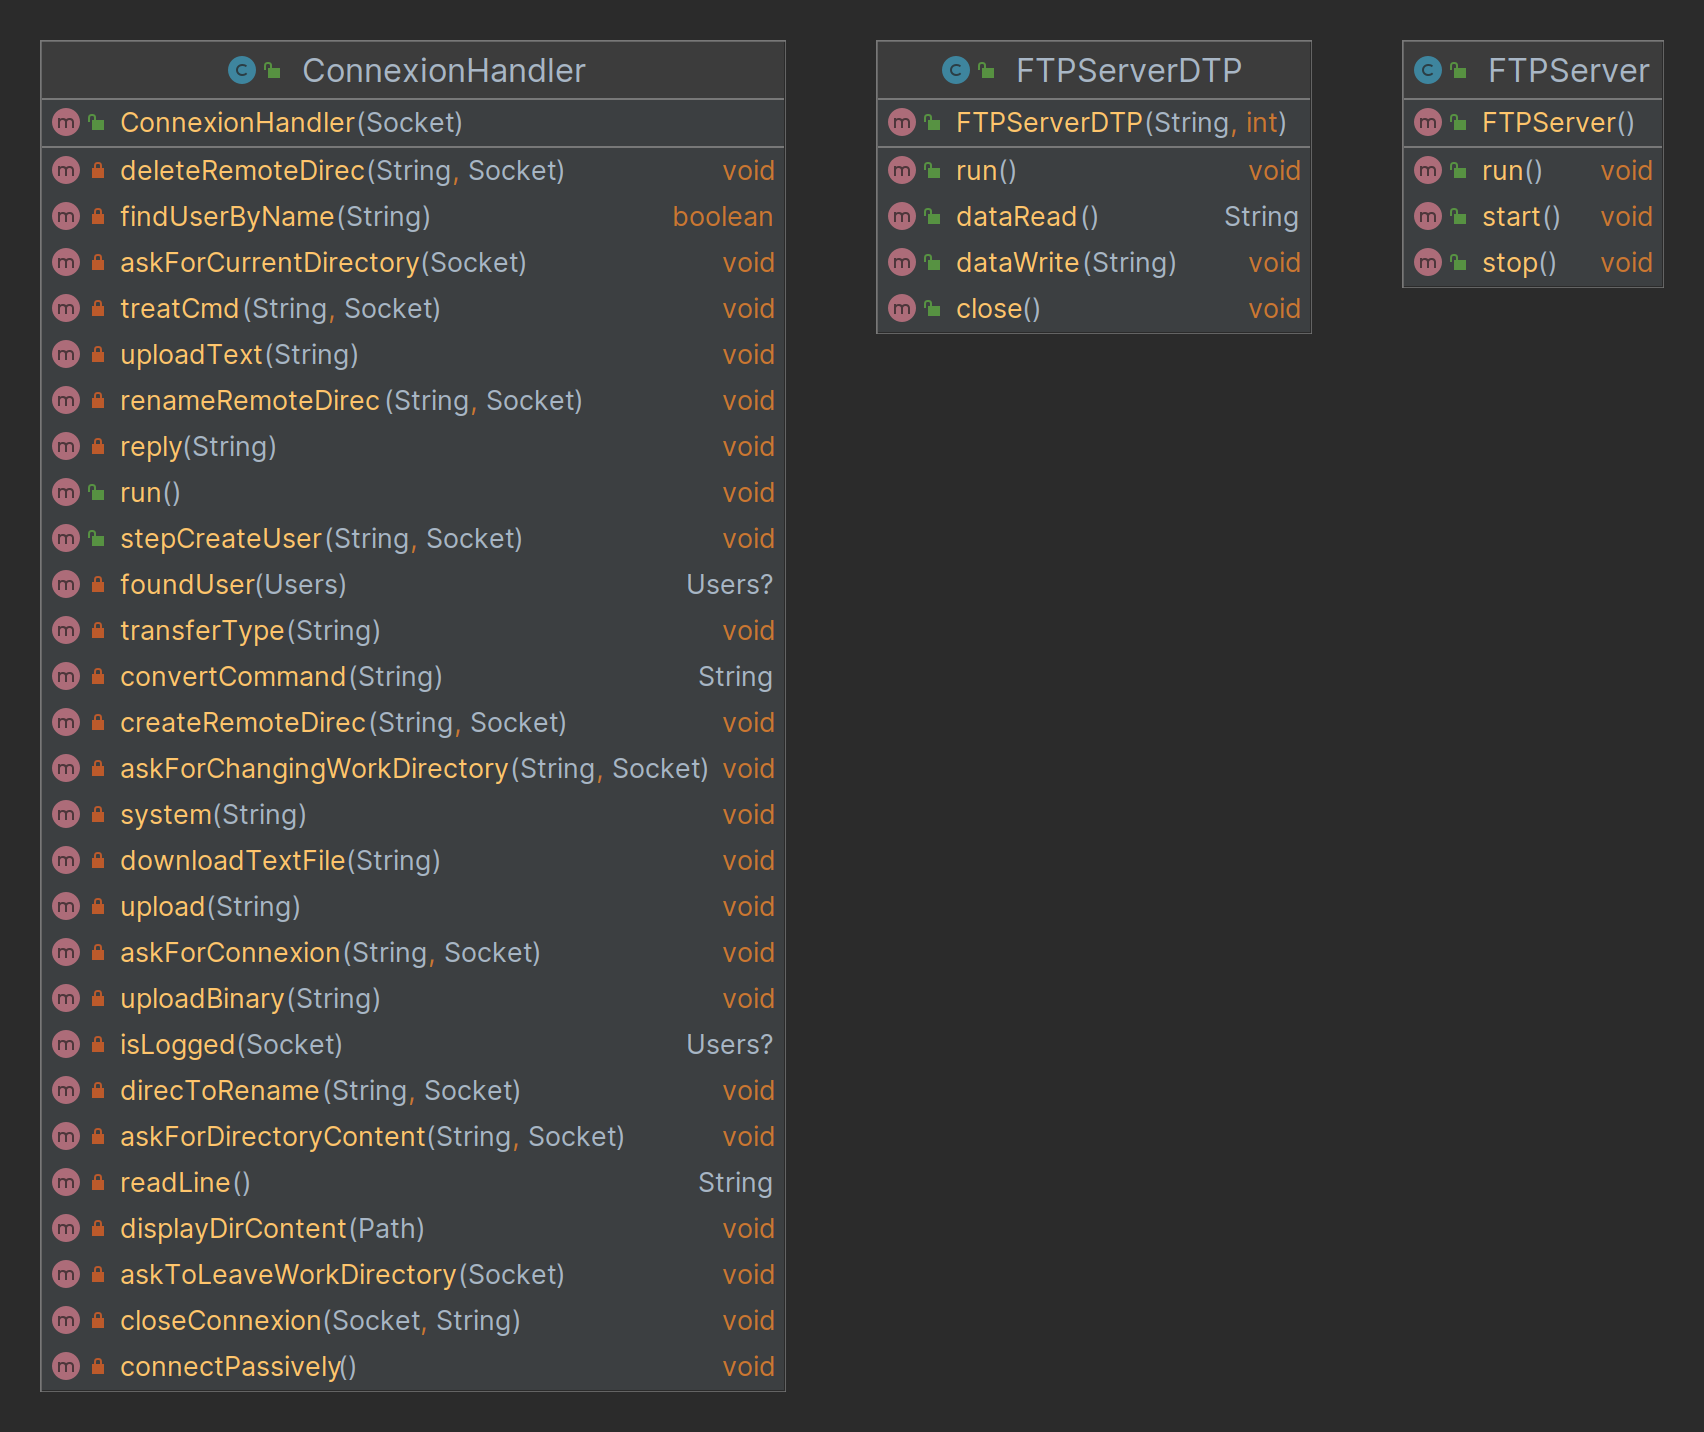 ConnexionHandler
ConnexionHandler(Socket)
deleteRemoteDirec(String, Socket) void
findUserByName(String) boolean
askForCurrentDirectory(Socket) void
treatCmd(String, Socket) void
uploadText(String) void
renameRemoteDirec(String, Socket) void
reply(String) void
run() void
stepCreateUser(String, Socket) void
foundUser(Users) Users?
transferType(String) void
convertCommand(String) String
createRemoteDirec(String, Socket) void
askForChangingWorkDirectory(String, Socket) void
system(String) void
downloadTextFile(String) void
upload(String) void
askForConnexion(String, Socket) void
uploadBinary(String) void
isLogged(Socket) Users?
direcToRename(String, Socket) void
askForDirectoryContent(String, Socket) void
readLine() String
displayDirContent(Path) void
askToLeaveWorkDirectory(Socket) void
closeConnexion(Socket, String) void
connectPassively() void
FTPServerDTP
FTPServerDTP(String, int)
run() void
dataRead() String
dataWrite(String) void
close() void
FTPServer
FTPServer()
run() void
start() void
stop() void